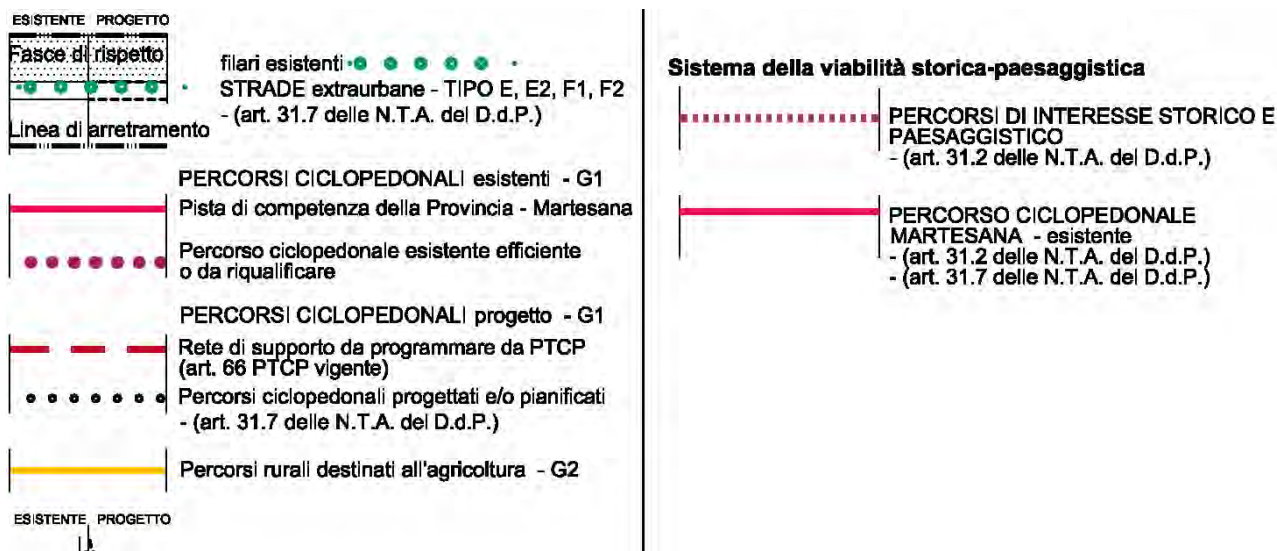 ESISTENTE PROGETTO
Fasce di rispetto
filari esistenti
STRADE extraurbane - TIPO E, E2, F1, F2
- (art. 31.7 delle N.T.A. del D.d.P.)
Linea di arretramento
PERCORSI CICLOPEDONALI esistenti - G1
Pista di competenza della Provincia - Martesana
Percorso ciclopedonale esistente efficiente
o da riqualificare
PERCORSI CICLOPEDONALI progetto - G1
Rete di supporto da programmare da PTCP
(art. 66 PTCP vigente)
Percorsi ciclopedonali progettati e/o pianificati
- (art. 31.7 delle N.T.A. del D.d.P.)
Percorsi rurali destinati all'agricoltura - G2
ESISTENTE PROGETTO
Sistema della viabilità storica-paesaggistica
PERCORSI DI INTERESSE STORICO E
PAESAGGISTICO
- (art. 31.2 delle N.T.A. del D.d.P.)
PERCORSO CICLOPEDONALE
MARTESANA - esistente
- (art. 31.2 delle N.T.A. del D.d.P.)
- (art. 31.7 delle N.T.A. del D.d.P.)